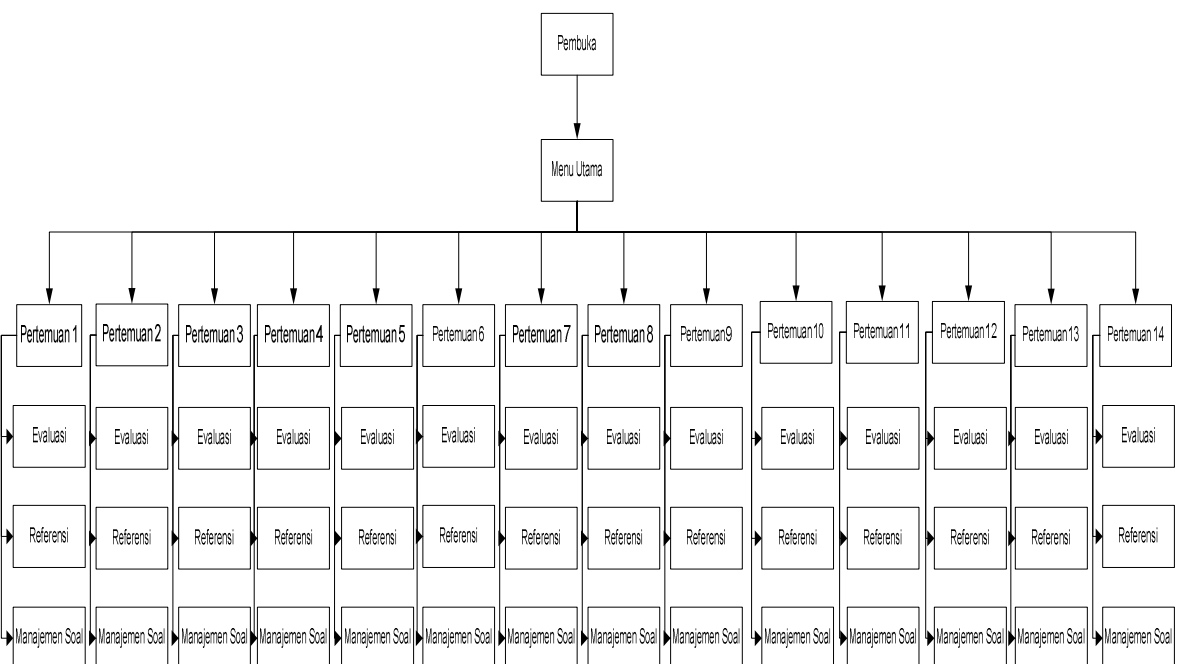 Pembuka
Menu Utama
Pertemuan 1 Pertemuan 2 Pertemuan 3 Pertemuan 4 Pertemuan 5 Pertemuan 6 Pertemuan 7 Pertemuan 8 Pertemuan 9 Pertemuan 10 Pertemuan 11 Pertemuan 12 Pertemuan 13 Pertemuan 14
Evaluasi Evaluasi Evaluasi Evaluasi Evaluasi Evaluasi Evaluasi Evaluasi Evaluasi Evaluasi Evaluasi Evaluasi Evaluasi Evaluasi
Referensi Referensi Referensi Referensi Referensi Referensi Referensi Referensi Referensi Referensi Referensi Referensi Referensi Referensi
Manajemen Soal Manajemen Soal Manajemen Soal Manajemen Soal Manajemen Soal Manajemen Soal Manajemen Soal Manajemen Soal Manajemen Soal Manajemen Soal Manajemen Soal Manajemen Soal Manajemen Soal Manajemen Soal